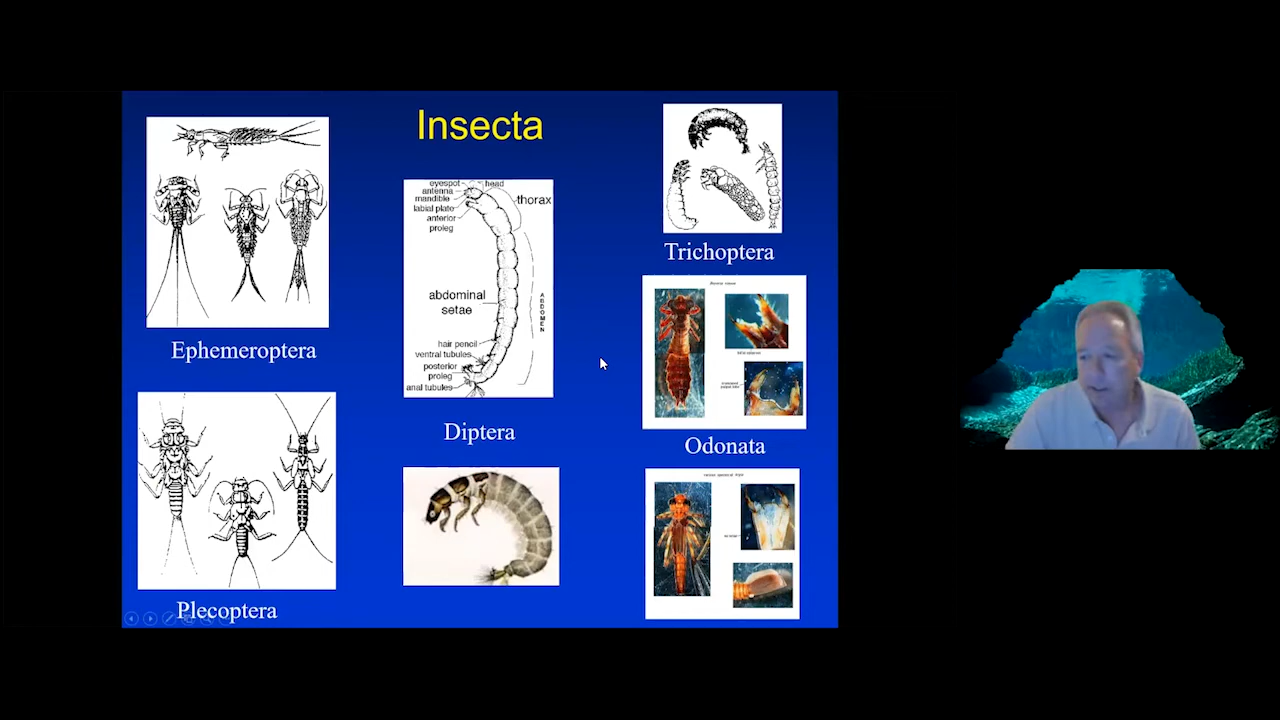 Insecta
Ephemeroptera
Plecoptera
eyespot
head
antenna
mandible
labial plate
thorax
anterior
proleg
abdominal
setae
ABDOMEN
hair pencil
ventral tubules
posterior
proleg
anal tubules
Diptera
Trichoptera
Odonata